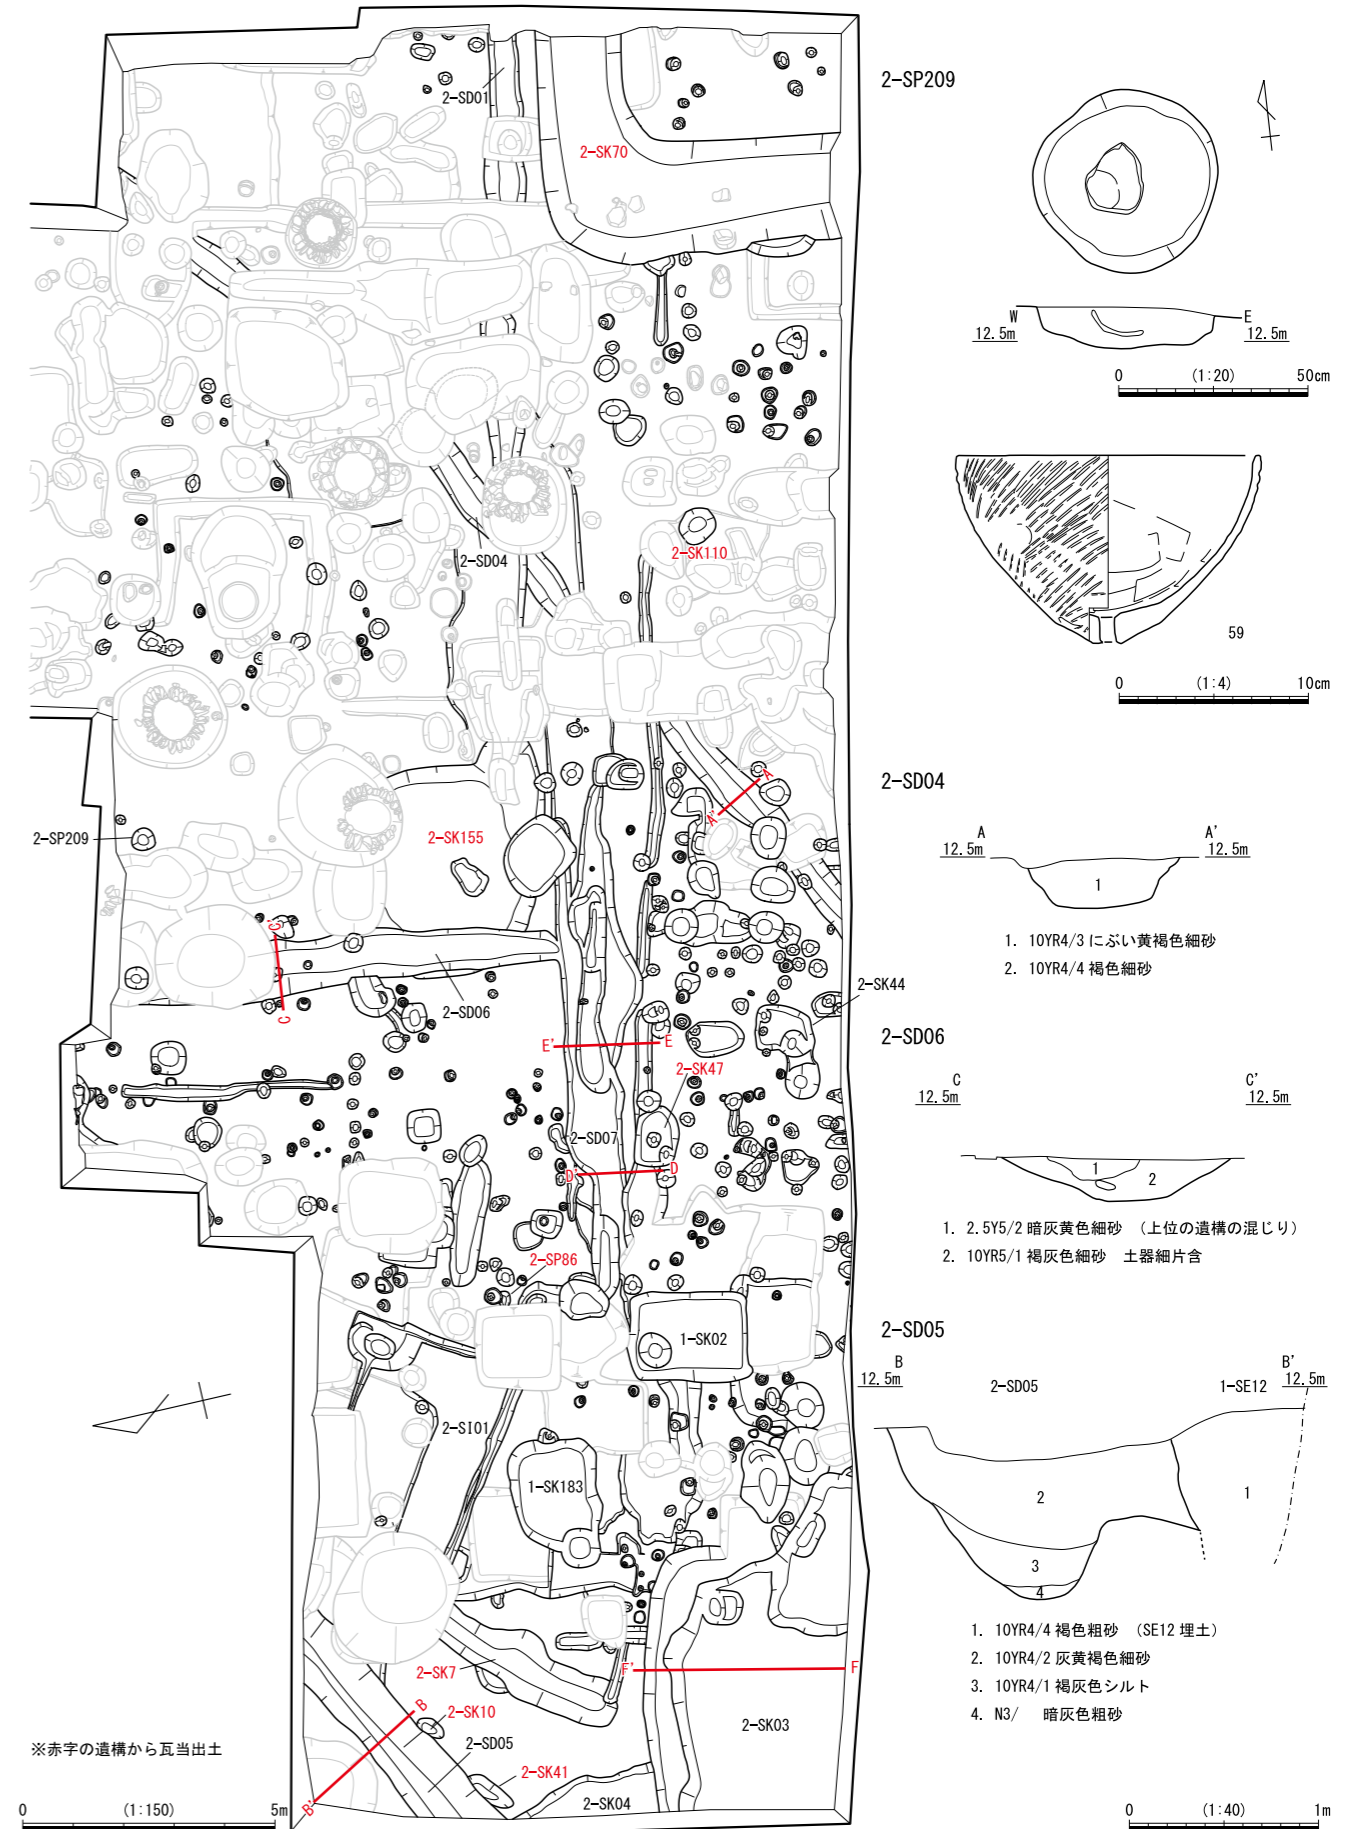 2-SD01
2-SK70
2-SD04
2-SK110
2-SP209
2-SK155
A
A'
C'
C
2-SD06
2-SK44
E'
E
2-SK47
2-SD07
D'
D
2-SP86
1-SK02
2-SI01
1-SK183
2-SK7
F'
F
B
2-SK10
2-SD05
2-SK03
2-SK41
B'
2-SK04
※赤字の遺構から瓦当出土
0 (1:150) 5m
2-SP209
W
12.5m
E
12.5m
0 (1:20) 50cm
59
0 (1:4) 10cm
2-SD04
A
12.5m
A'
12.5m
1
1. 10YR4/3 にぶい黄褐色細砂
2. 10YR4/4 褐色細砂
2-SD06
C
12.5m
C'
12.5m
1
2
1. 2.5Y5/2 暗灰黄色細砂 (上位の遺構の混じり)
2. 10YR5/1 褐灰色細砂 土器細片含
2-SD05
B
12.5m
2-SD05
1-SE12
B'
12.5m
2
1
3
4
1. 10YR4/4 褐色粗砂 (SE12 埋土)
2. 10YR4/2 灰黄褐色細砂
3. 10YR4/1 褐灰色シルト
4. N3/ 暗灰色粗砂
0 (1:40) 1m